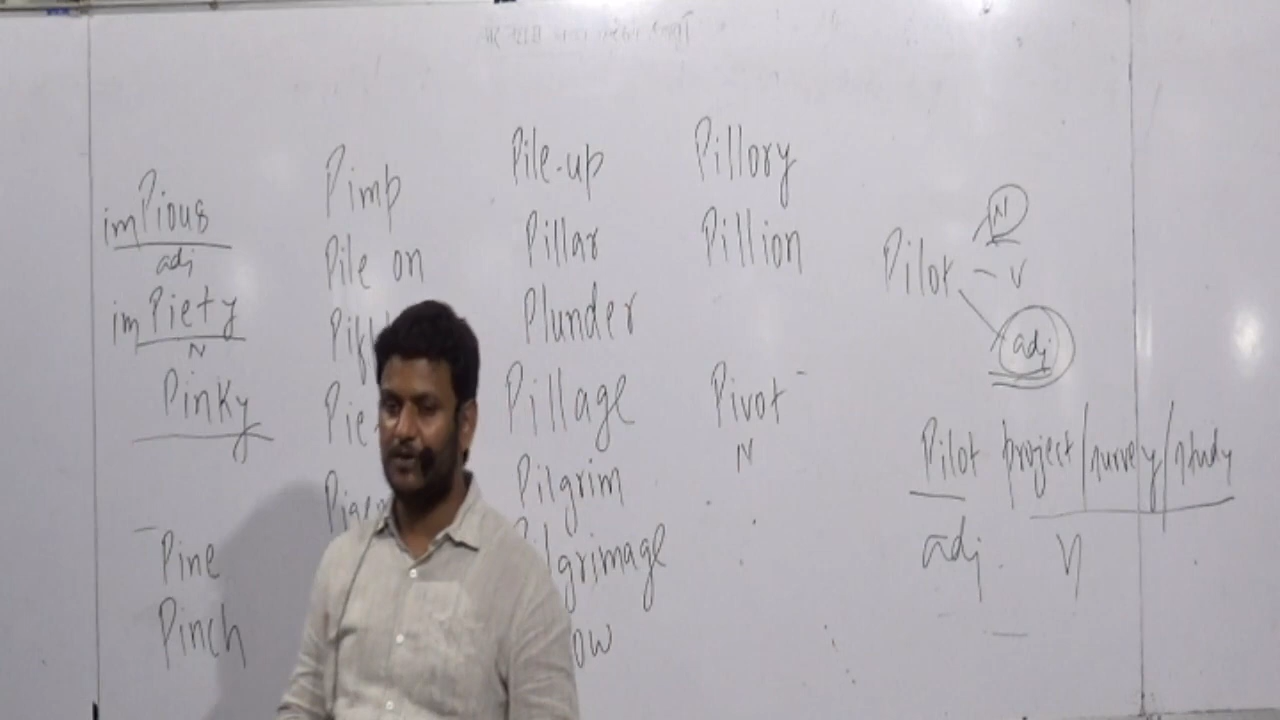 imPious
adj
imPiety
N
Pinky
Pine
Pinch
Pimp
Pile on
Pile-up
Pillar
Plunder
Pillage
Pilgrim
Pillory
Pillion
Pivot
N
Pilot
N
V
adj
Pilot project/survey/study
adj. N